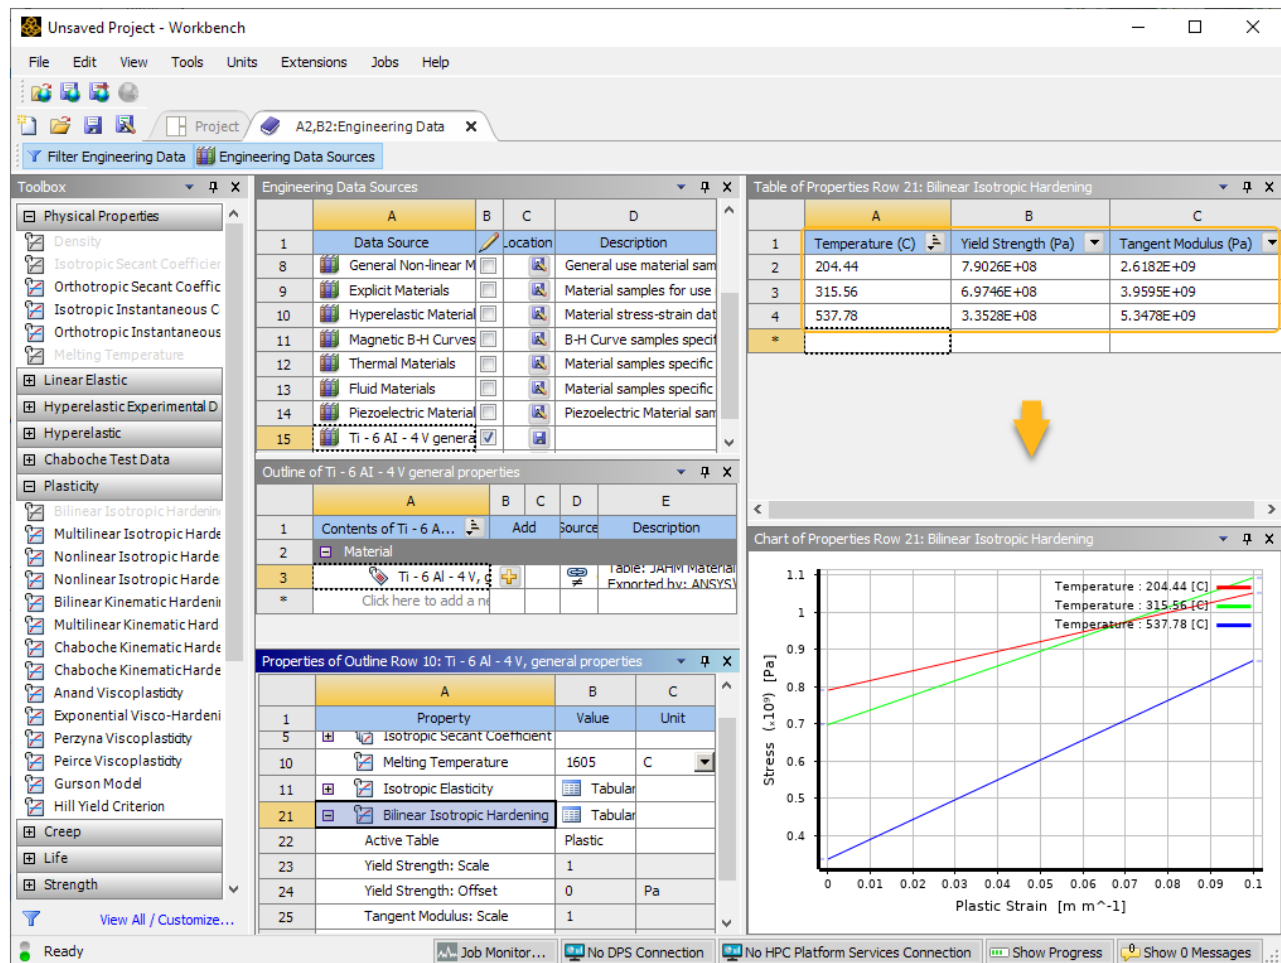 Unsaved Project - Workbench
File Edit View Tools Units Extensions Jobs Help
Project
A2,B2:Engineering Data
Filter Engineering Data
Engineering Data Sources
Toolbox
Physical Properties
Density
Isotropic Secant Coefficier
Orthotropic Secant Coeffic
Isotropic Instantaneous C
Orthotropic Instantaneous
Melting Temperature
Linear Elastic
Hyperelastic Experimental D
Hyperelastic
Chaboche Test Data
Plasticity
Bilinear Isotropic Hardening
Multilinear Isotropic Harde
Nonlinear Isotropic Harde
Nonlinear Isotropic Harde
Bilinear Kinematic Hardenir
Multilinear Kinematic Hard
Chaboche Kinematic Harde
Chaboche Kinematic Harde
Anand Viscoplasticity
Exponential Visco-Hardeni
Perzyna Viscoplasticity
Peirce Viscoplasticity
Gurson Model
Hill Yield Criterion
Creep
Life
Strength
View All / Customize...
Engineering Data Sources
A B C D
1 Data Source Location Description
8 General Non-linear M General use material sam
9 Explicit Materials Material samples for use
10 Hyperelastic Material Material stress-strain dat
11 Magnetic B-H Curves B-H Curve samples specif
12 Thermal Materials Material samples specific
13 Fluid Materials Material samples specific
14 Piezoelectric Material Piezoelectric Material sam
15 Ti - 6 AI - 4 V genera
Outline of Ti - 6 AI - 4 V general properties
A B C D E
1 Contents of Ti - 6 A... Add Source Description
2 Material
3 Ti - 6 Al - 4 V, g Table: JAHM Material
Exported by: ANSYS\
* Click here to add a ne
Properties of Outline Row 10: Ti - 6 Al - 4 V, general properties
A B C
1 Property Value Unit
5 Isotropic Secant Coefficient
10 Melting Temperature 1605 C
11 Isotropic Elasticity Tabular
21 Bilinear Isotropic Hardening Tabular
22 Active Table Plastic
23 Yield Strength: Scale 1
24 Yield Strength: Offset 0 Pa
25 Tangent Modulus: Scale 1
Table of Properties Row 21: Bilinear Isotropic Hardening
A B C
1 Temperature (C) Yield Strength (Pa) Tangent Modulus (Pa)
2 204.44 7.9026E+08 2.6182E+09
3 315.56 6.9746E+08 3.9595E+09
4 537.78 3.3528E+08 5.3478E+09
*
Chart of Properties Row 21: Bilinear Isotropic Hardening
Temperature : 204.44 [C]
Temperature : 315.56 [C]
Temperature : 537.78 [C]
1.1
1
0.9
0.8
0.7
0.6
0.5
0.4
Stress (.10⁹) [Pa]
0 0.01 0.02 0.03 0.04 0.05 0.06 0.07 0.08 0.09 0.1
Plastic Strain [m m^-1]
Ready
Job Monitor...
No DPS Connection
No HPC Platform Services Connection
Show Progress
Show 0 Messages